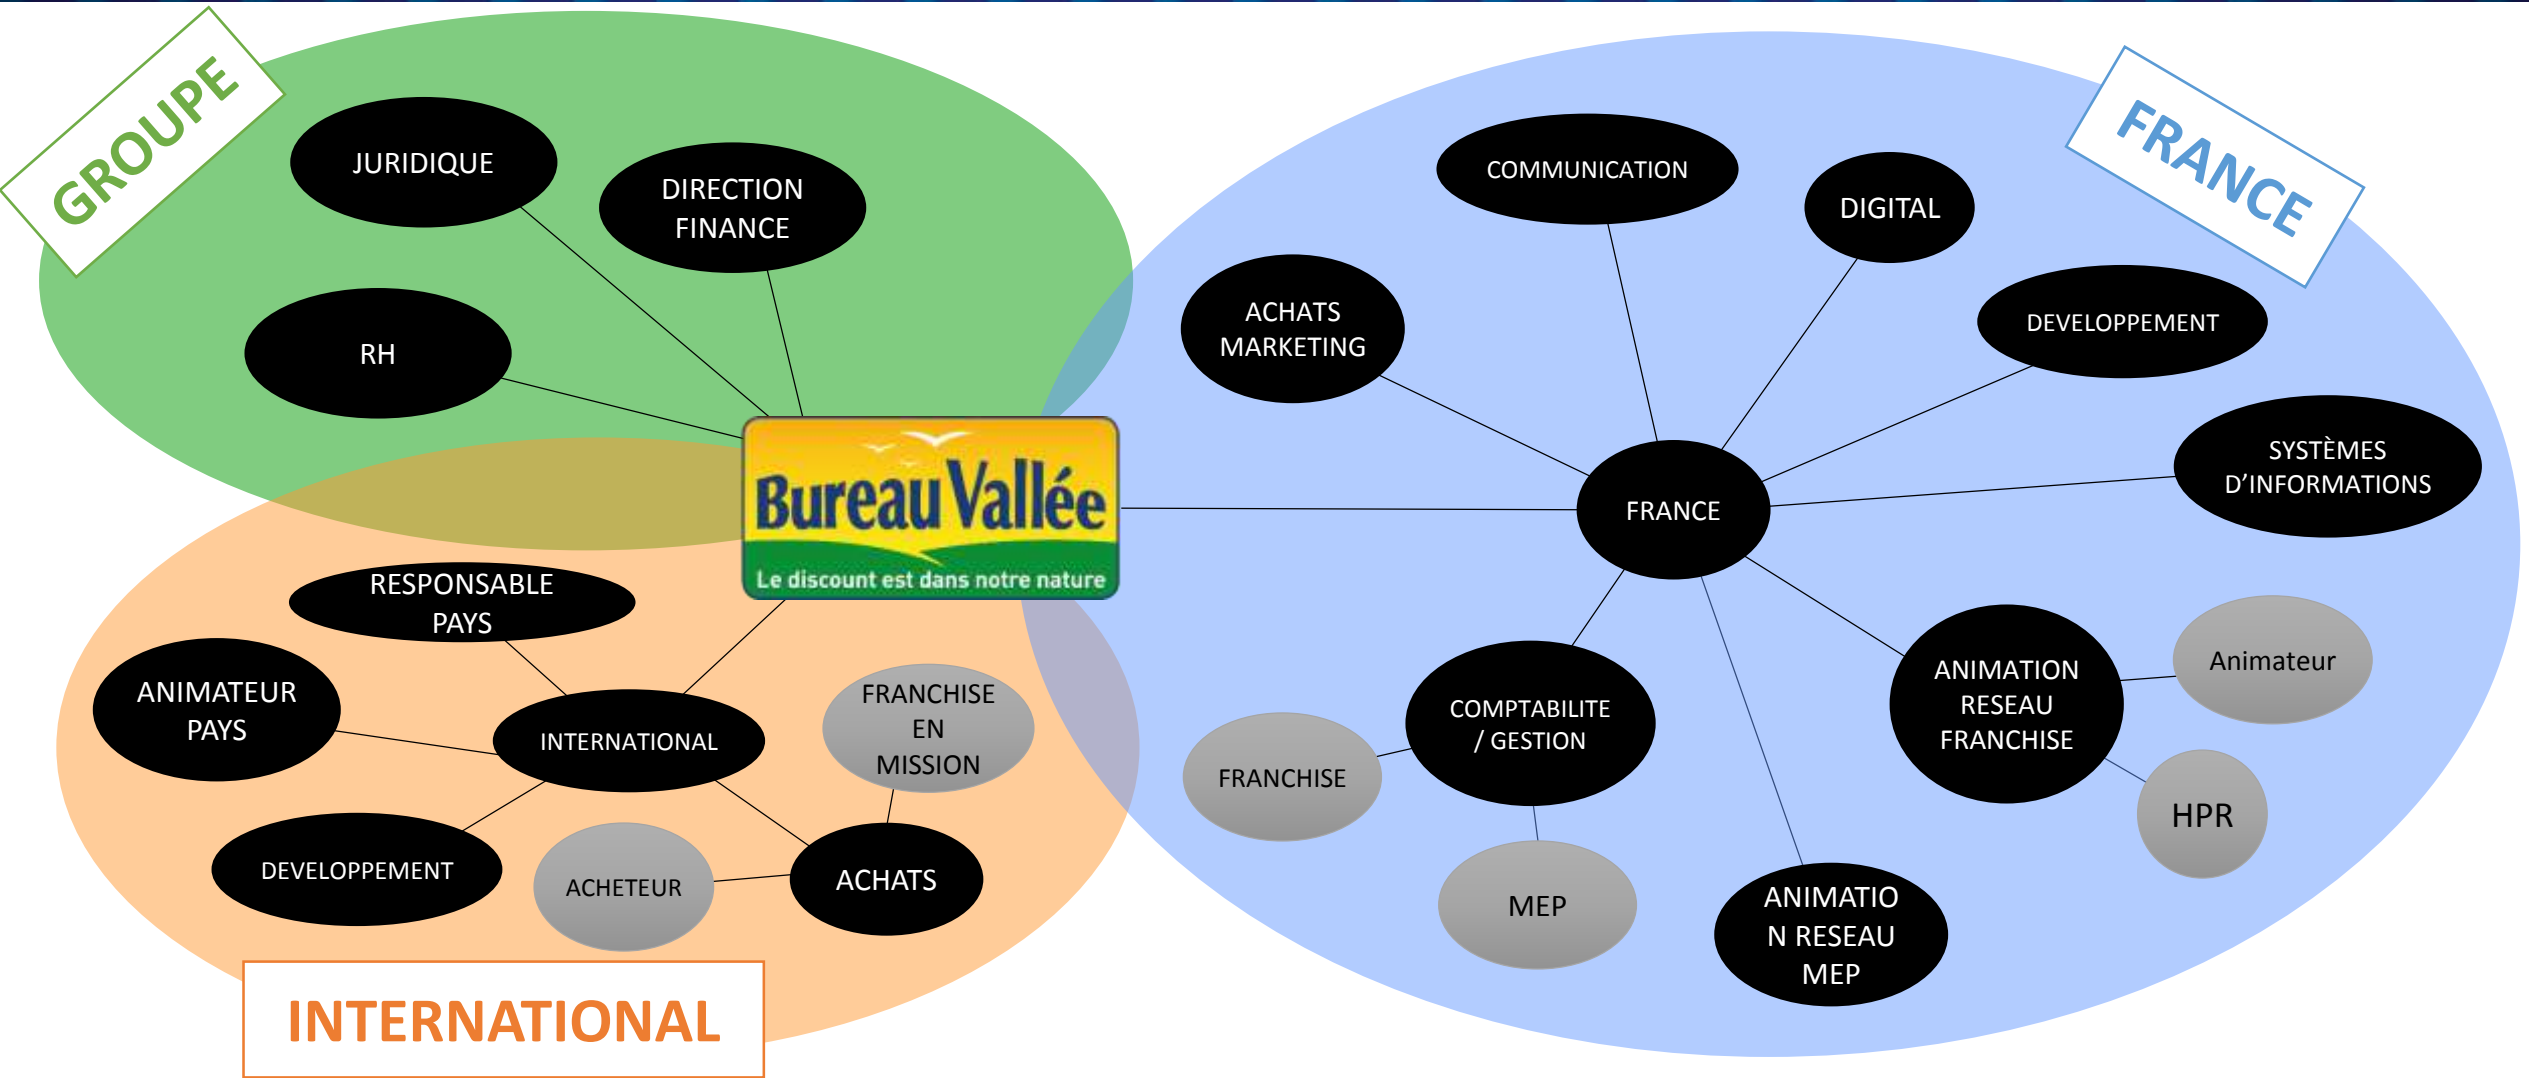 GROUPE
JURIDIQUE
DIRECTION
FINANCE
RH
Bureau Vallée
Le discount est dans notre nature
RESPONSABLE
PAYS
ANIMATEUR
PAYS
INTERNATIONAL
FRANCHISE
EN
MISSION
DEVELOPPEMENT
ACHETEUR
ACHATS
INTERNATIONAL
FRANCE
COMMUNICATION
DIGITAL
ACHATS
MARKETING
DEVELOPPEMENT
SYSTÈMES
D’INFORMATIONS
FRANCE
COMPTABILITE
/ GESTION
FRANCHISE
MEP
ANIMATIO
N RESEAU
MEP
ANIMATION
RESEAU
FRANCHISE
Animateur
HPR